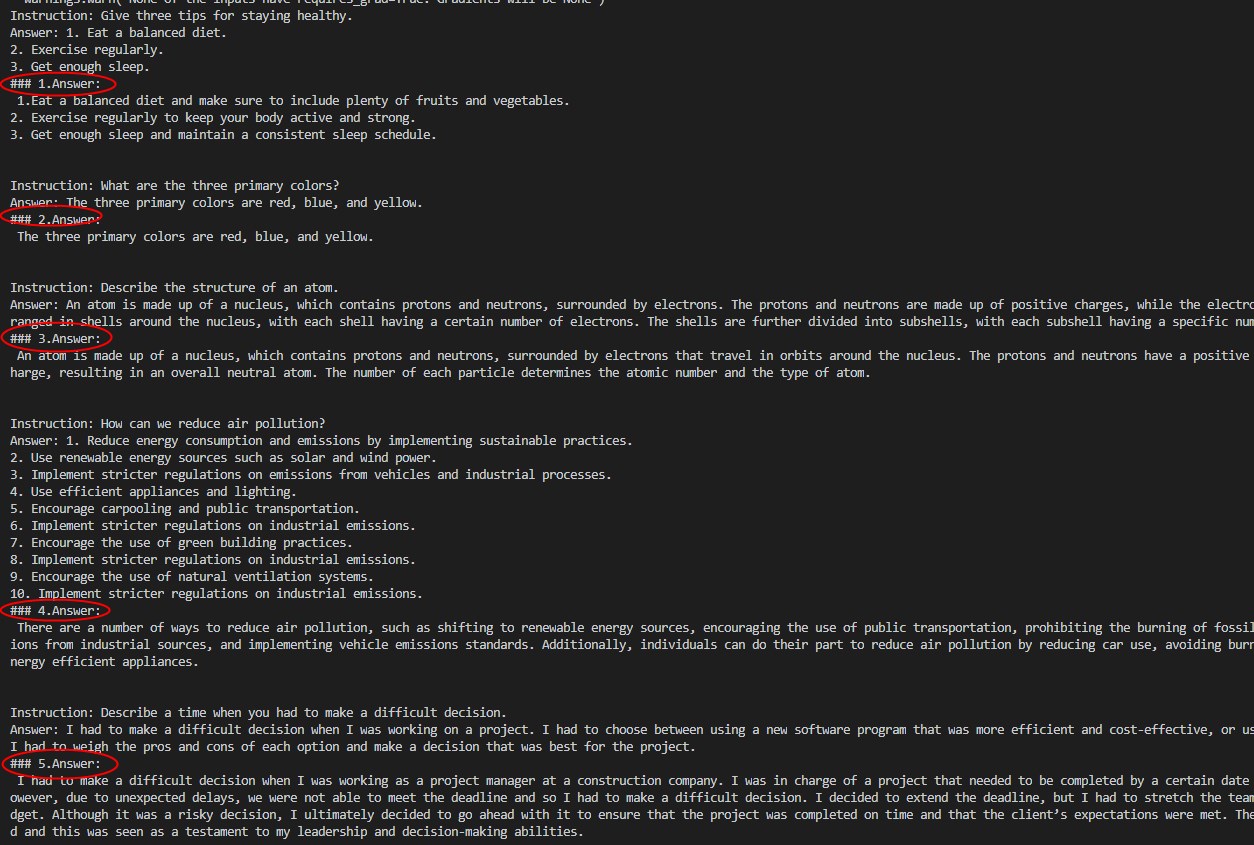 warnings.warn("None of the inputs have requires_grad=True. Gradients will be None")
Instruction: Give three tips for staying healthy.
Answer: 1. Eat a balanced diet.
2. Exercise regularly.
3. Get enough sleep.
### 1.Answer:
1.Eat a balanced diet and make sure to include plenty of fruits and vegetables.
2. Exercise regularly to keep your body active and strong.
3. Get enough sleep and maintain a consistent sleep schedule.
Instruction: What are the three primary colors?
Answer: The three primary colors are red, blue, and yellow.
### 2.Answer:
The three primary colors are red, blue, and yellow.
Instruction: Describe the structure of an atom.
Answer: An atom is made up of a nucleus, which contains protons and neutrons, surrounded by electrons. The protons and neutrons are made up of positive charges, while the electro
ranged in shells around the nucleus, with each shell having a certain number of electrons. The shells are further divided into subshells, with each subshell having a specific num
### 3.Answer:
An atom is made up of a nucleus, which contains protons and neutrons, surrounded by electrons that travel in orbits around the nucleus. The protons and neutrons have a positive
harge, resulting in an overall neutral atom. The number of each particle determines the atomic number and the type of atom.
Instruction: How can we reduce air pollution?
Answer: 1. Reduce energy consumption and emissions by implementing sustainable practices.
2. Use renewable energy sources such as solar and wind power.
3. Implement stricter regulations on emissions from vehicles and industrial processes.
4. Use efficient appliances and lighting.
5. Encourage carpooling and public transportation.
6. Implement stricter regulations on industrial emissions.
7. Encourage the use of green building practices.
8. Implement stricter regulations on industrial emissions.
9. Encourage the use of natural ventilation systems.
10. Implement stricter regulations on industrial emissions.
### 4.Answer:
There are a number of ways to reduce air pollution, such as shifting to renewable energy sources, encouraging the use of public transportation, prohibiting the burning of fossil
ions from industrial sources, and implementing vehicle emissions standards. Additionally, individuals can do their part to reduce air pollution by reducing car use, avoiding burn
nergy efficient appliances.
Instruction: Describe a time when you had to make a difficult decision.
Answer: I had to make a difficult decision when I was working on a project. I had to choose between using a new software program that was more efficient and cost-effective, or us
I had to weigh the pros and cons of each option and make a decision that was best for the project.
### 5.Answer:
I had to make a difficult decision when I was working as a project manager at a construction company. I was in charge of a project that needed to be completed by a certain date
owever, due to unexpected delays, we were not able to meet the deadline and so I had to make a difficult decision. I decided to extend the deadline, but I had to stretch the team
dget. Although it was a risky decision, I ultimately decided to go ahead with it to ensure that the project was completed on time and that the client’s expectations were met. The
d and this was seen as a testament to my leadership and decision-making abilities.